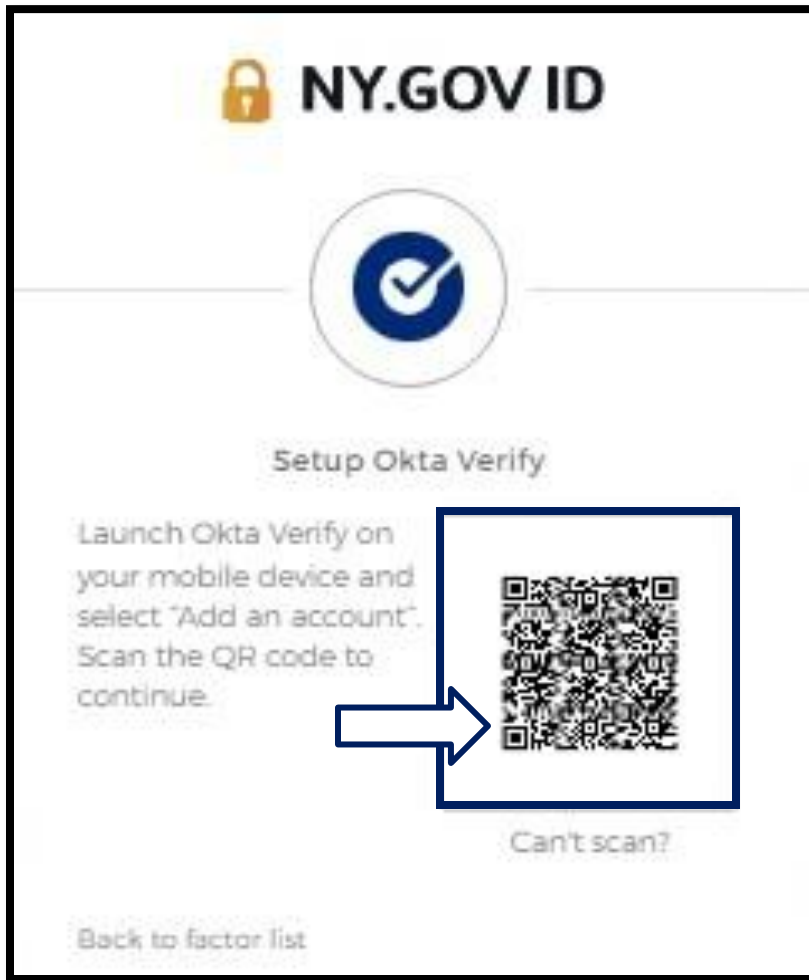 NY.GOV ID
Setup Okta Verify
Launch Okta Verify on
your mobile device and
select "Add an account".
Scan the QR code to
continue.
Can't scan?
Back to factor list